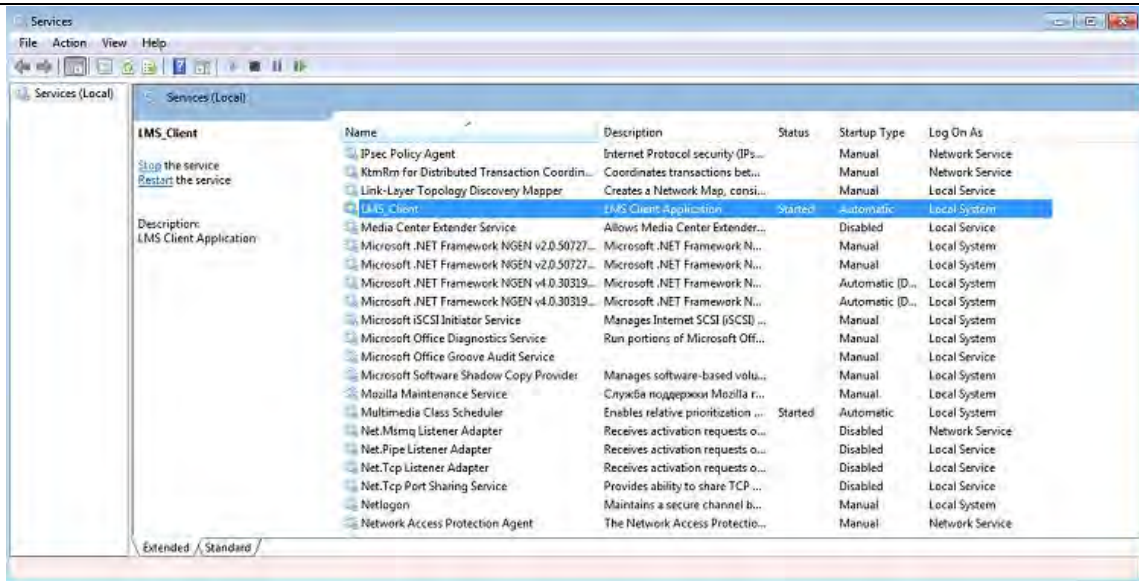 Services
File Action View Help
Services (Local)
Services (Local)
LMS_Client
Stop the service
Restart the service
Description:
LMS Client Application
Name Description Status Startup Type Log On As
IPsec Policy Agent Internet Protocol security (IPs... Manual Network Service
KtmRm for Distributed Transaction Coordin... Coordinates transactions bet... Manual Network Service
Link-Layer Topology Discovery Mapper Creates a Network Map, consi... Manual Local Service
LMS_Client LMS Client Application Started Automatic Local System
Media Center Extender Service Allows Media Center Extender... Disabled Local Service
Microsoft .NET Framework NGEN v2.0.50727... Microsoft .NET Framework N... Manual Local System
Microsoft .NET Framework NGEN v2.0.50727... Microsoft .NET Framework N... Manual Local System
Microsoft .NET Framework NGEN v4.0.30319... Microsoft .NET Framework N... Automatic (D... Local System
Microsoft .NET Framework NGEN v4.0.30319... Microsoft .NET Framework N... Automatic (D... Local System
Microsoft iSCSI Initiator Service Manages Internet SCSI (iSCSI) ... Manual Local System
Microsoft Office Diagnostics Service Run portions of Microsoft Off... Manual Local System
Microsoft Office Groove Audit Service Manual Local Service
Microsoft Software Shadow Copy Provider Manages software-based volu... Manual Local System
Mozilla Maintenance Service Служба поддержки Mozilla г... Manual Local System
Multimedia Class Scheduler Enables relative prioritization ... Started Automatic Local System
Net.Msmq Listener Adapter Receives activation requests o... Disabled Network Service
Net.Pipe Listener Adapter Receives activation requests o... Disabled Local Service
Net.Tcp Listener Adapter Receives activation requests o... Disabled Local Service
Net.Tcp Port Sharing Service Provides ability to share TCP ... Disabled Local Service
Netlogon Maintains a secure channel b... Manual Local System
Network Access Protection Agent The Network Access Protectio... Manual Network Service
Extended Standard